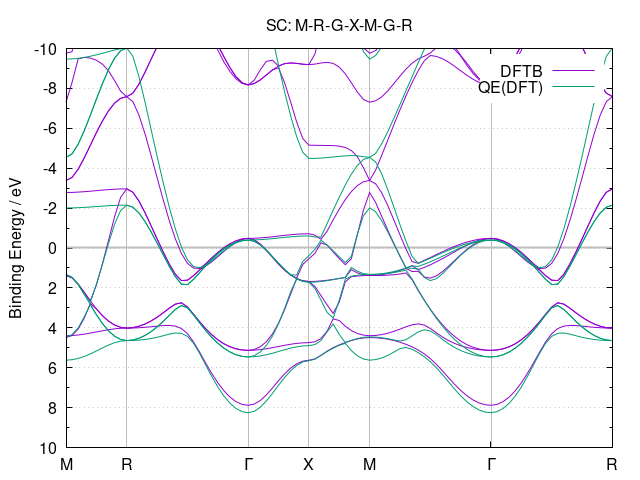 SC: M-R-G-X-M-G-R
DFTB
QE(DFT)
Binding Energy / eV
-10
-8
-6
-4
-2
0
2
4
6
8
10
M R Γ X M Γ R